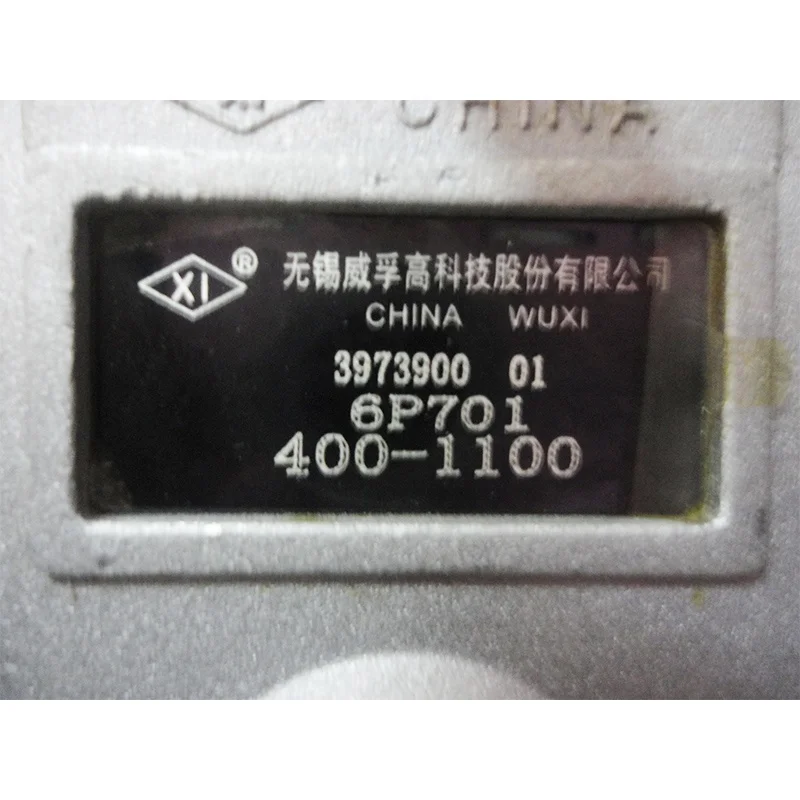 CHINA
XI® 无锡威孚高科技股份有限公司
CHINA WUXI
3973900 01
6P701
400-1100